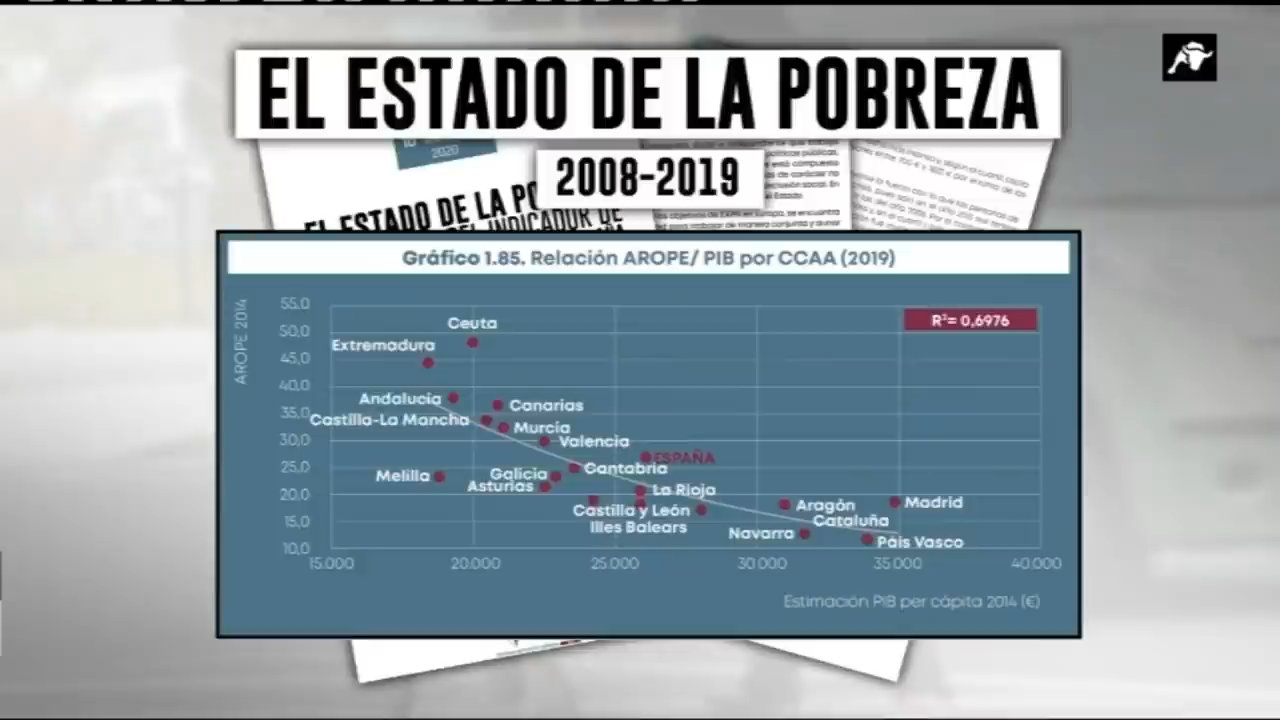 EL ESTADO DE LA POBREZA
2020
2008-2019
EL ESTADO DE LA PO
INDICADOR DE
Gráfico 1.85. Relación AROPE/ PIB por CCAA (2019)
AROPE 2014
55,0
50,0
45,0
40,0
35,0
30,0
25,0
20,0
15,0
10,0
R²= 0,6976
Ceuta
Extremadura
Andalucía
Canarias
Castilla-La Mancha
Murcia
Valencia
ESPAÑA
Cantabria
Melilla
Galicia
Asturias
La Rioja
Castilla y León
Illes Balears
Aragón
Madrid
Cataluña
Navarra
Páis Vasco
15.000
20.000
25.000
30.000
35.000
40.000
Estimación PIB per cápita 2014 (€)